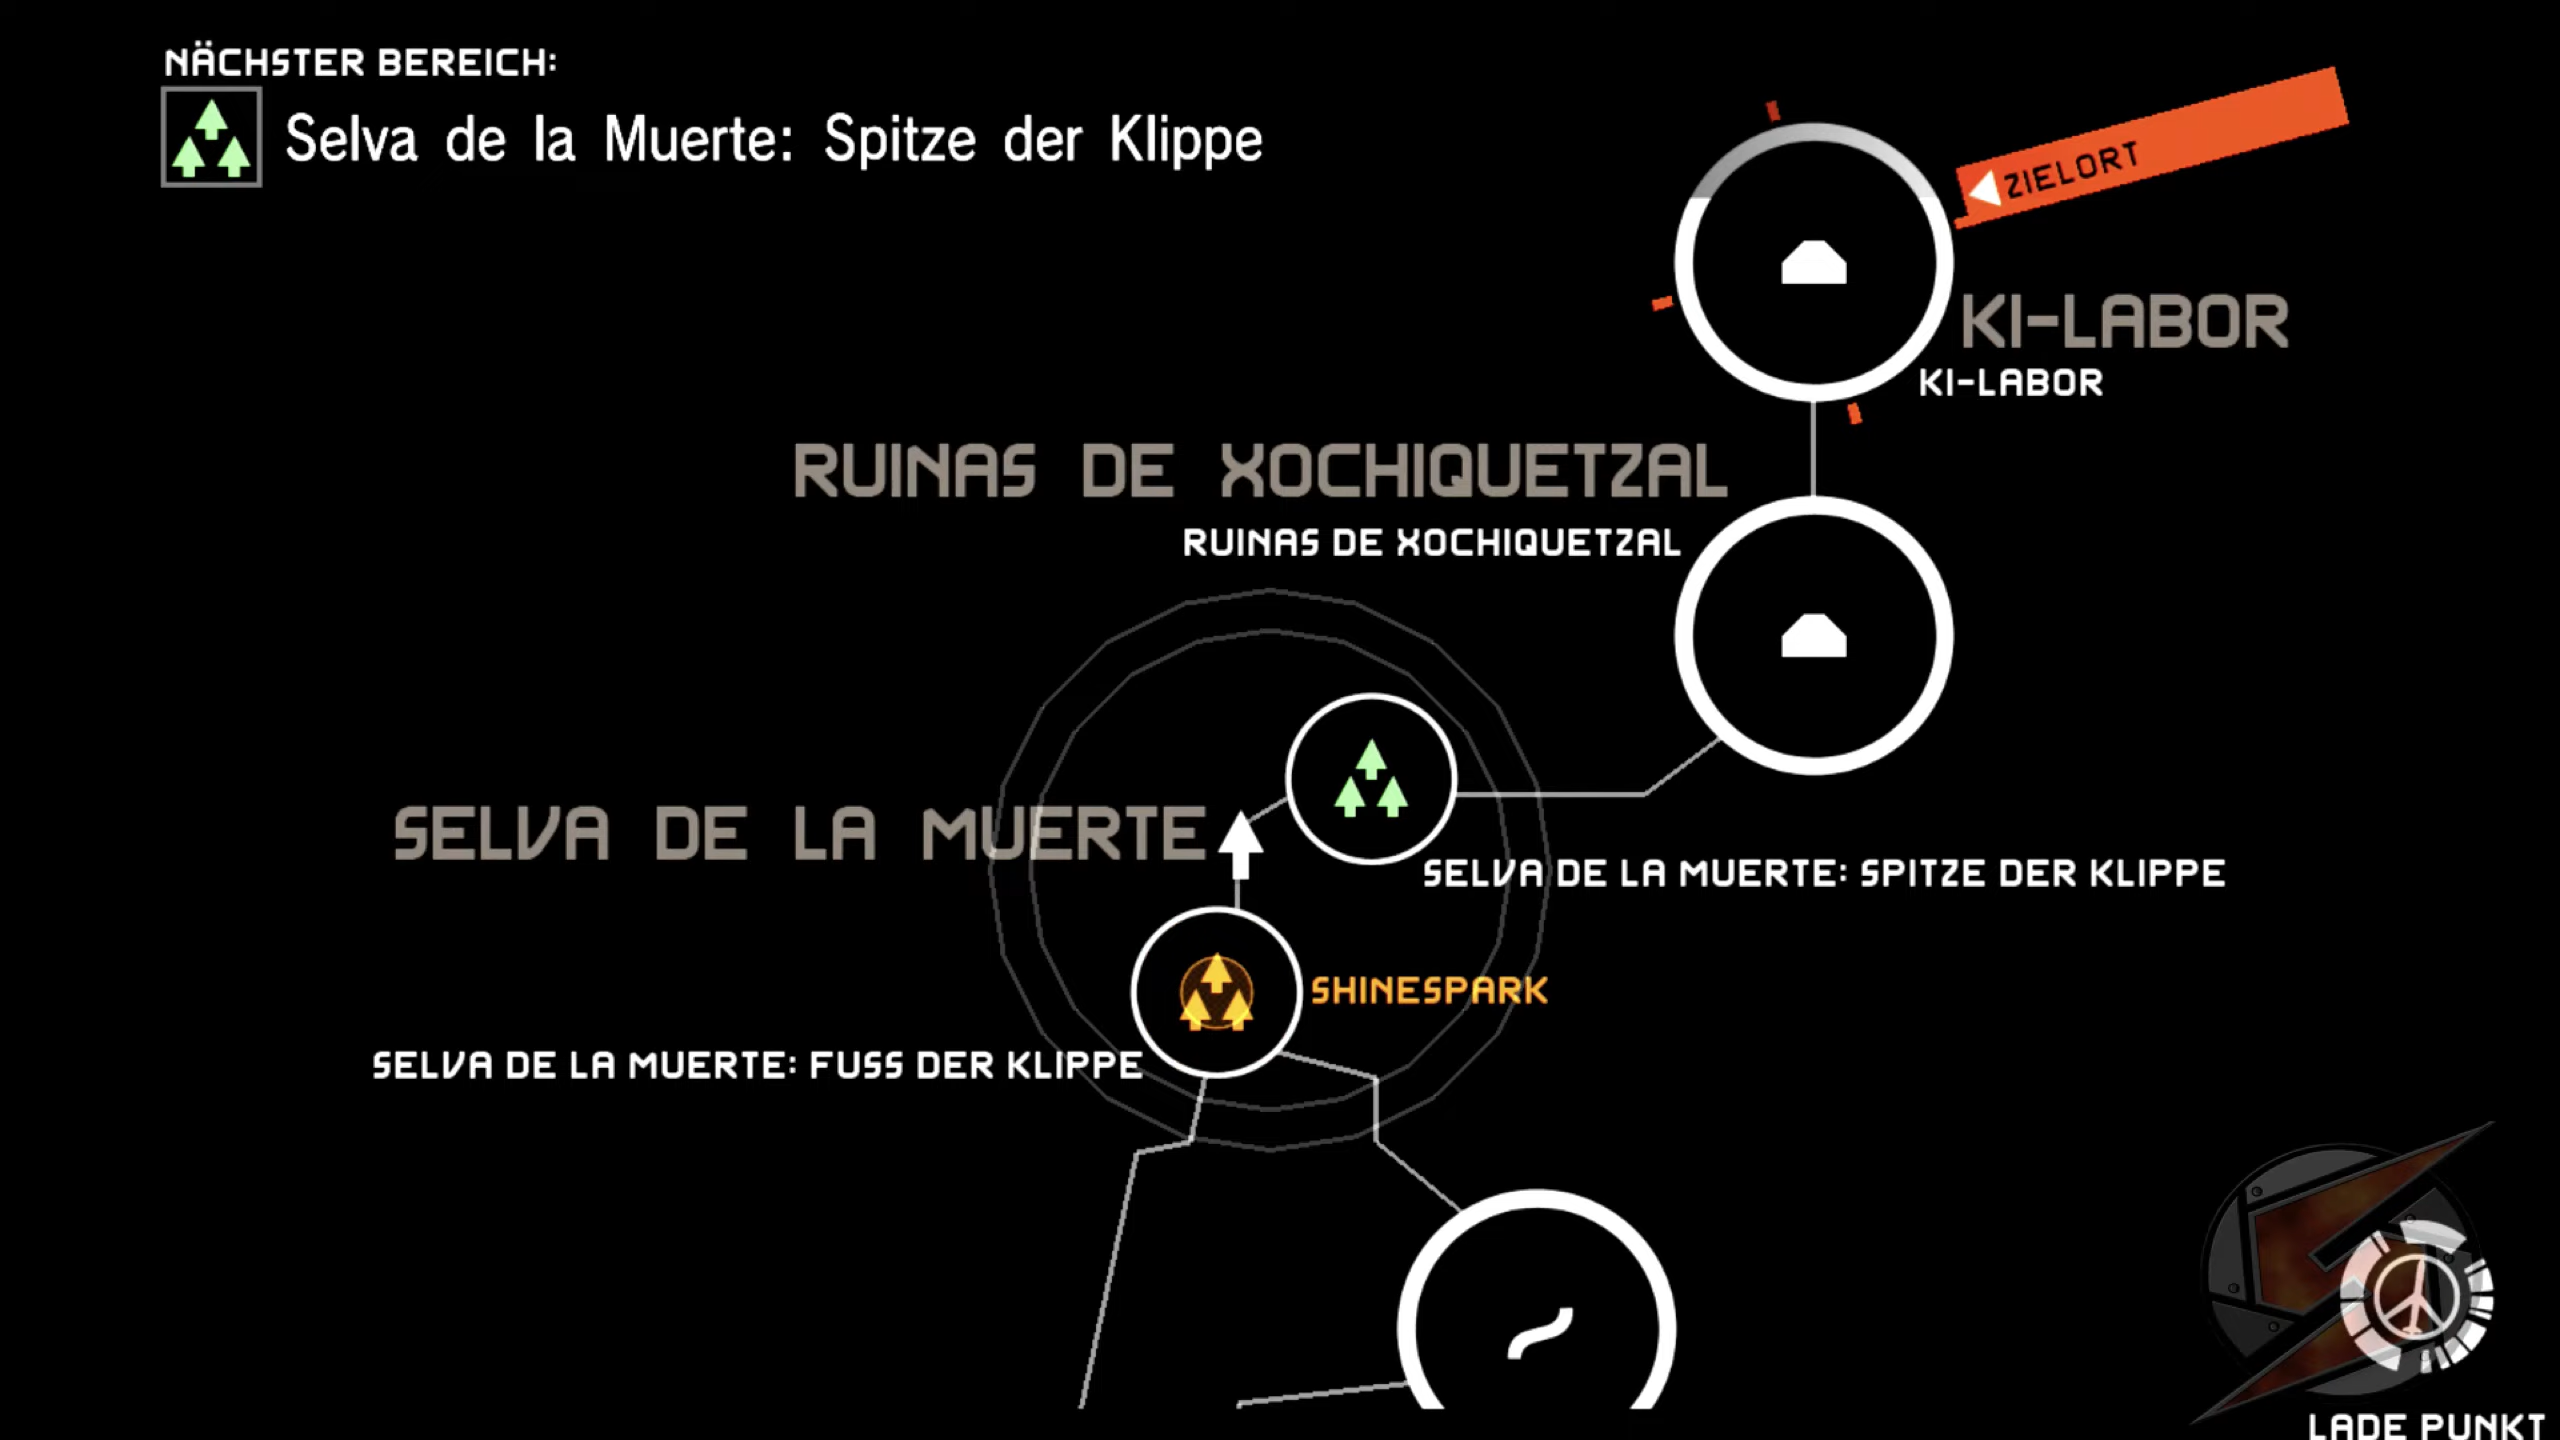 NÄCHSTER BEREICH:
Selva de la Muerte: Spitze der Klippe
ZIELORT
KI-LABOR
KI-LABOR
RUINAS DE XOCHIQUETZAL
RUINAS DE XOCHIQUETZAL
SELVA DE LA MUERTE
SELVA DE LA MUERTE: SPITZE DER KLIPPE
SHINESPARK
SELVA DE LA MUERTE: FUSS DER KLIPPE
LADE PUNKT